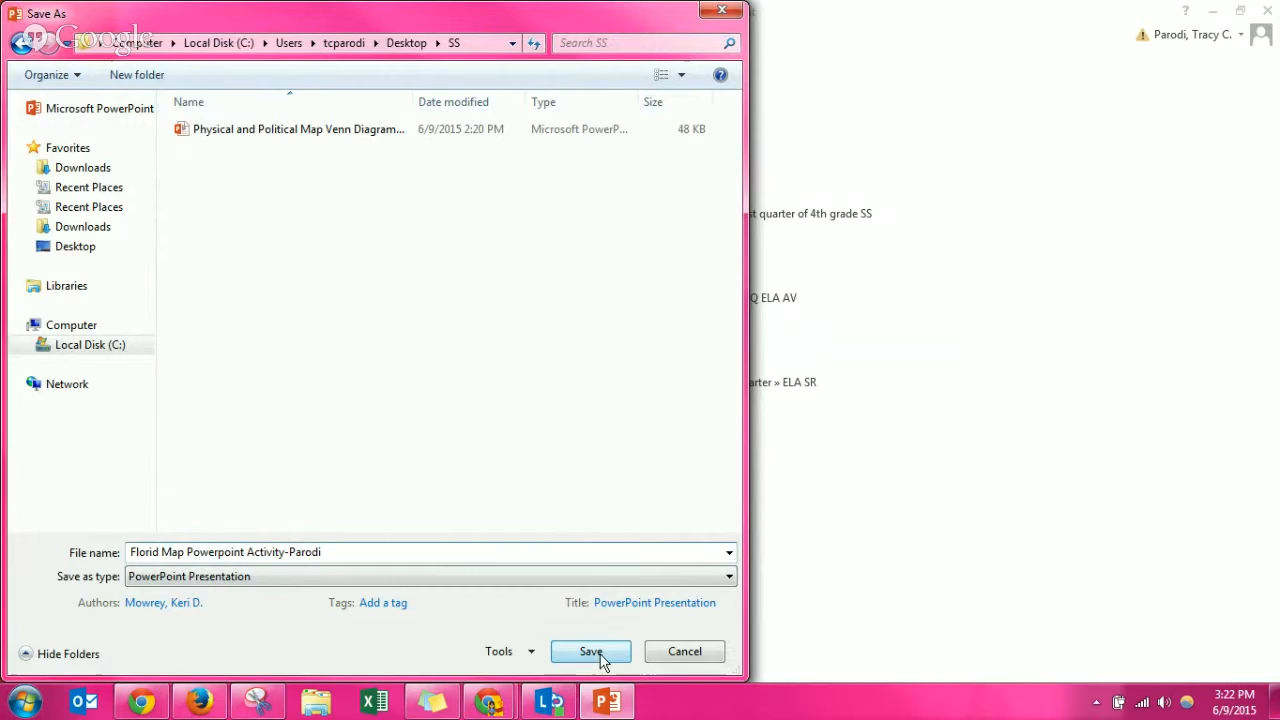 Save As
Google
Computer
Local Disk (C:)
Users
tcparodi
Desktop
SS
Search SS
Parodi, Tracy C.
Organize
New folder
Microsoft PowerPoint
Name
Date modified
Type
Size
Physical and Political Map Venn Diagram...
6/9/2015 2:20 PM
Microsoft PowerP...
48 KB
Favorites
Downloads
Recent Places
Recent Places
Downloads
Desktop
Libraries
Computer
Local Disk (C:)
Network
st quarter of 4th grade SS
Q ELA AV
arter » ELA SR
File name:
Florid Map Powerpoint Activity-Parodi
Save as type:
PowerPoint Presentation
Authors:
Mowrey, Keri D.
Tags:
Add a tag
Title:
PowerPoint Presentation
Hide Folders
Tools
Save
Cancel
3:22 PM
6/9/2015